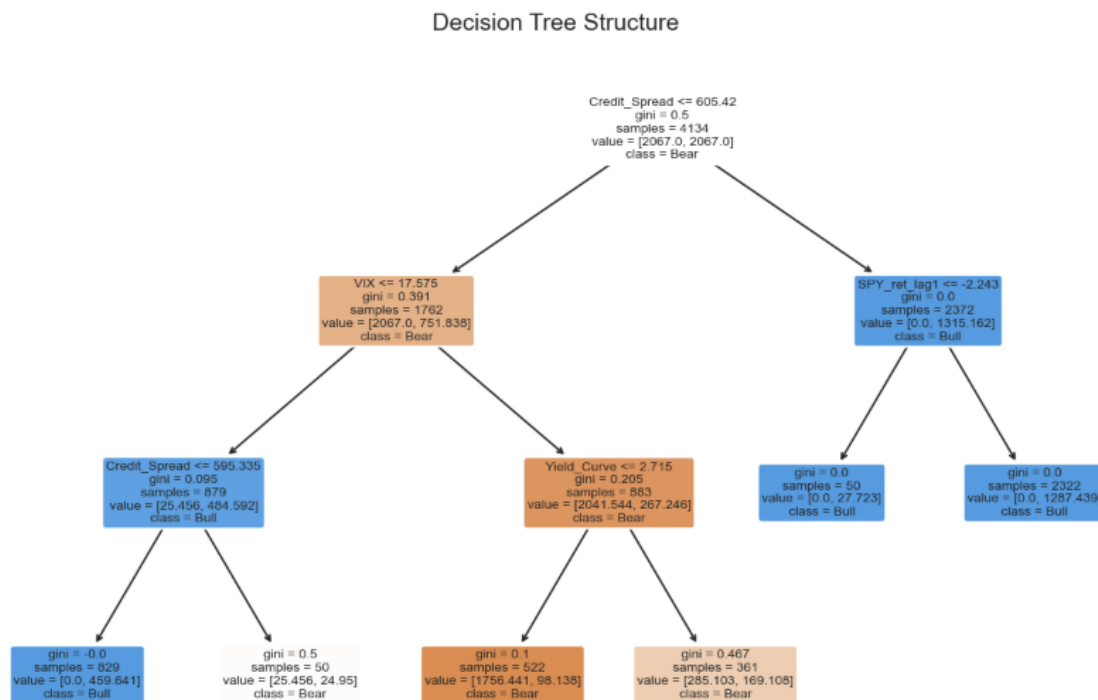 Decision Tree Structure
Credit_Spread <= 605.42
gini = 0.5
samples = 4134
value = [2067.0, 2067.0]
class = Bear
VIX <= 17.575
gini = 0.391
samples = 1762
value = [2067.0, 751.838]
class = Bear
SPY_ret_lag1 <= -2.243
gini = 0.0
samples = 2372
value = [0.0, 1315.162]
class = Bull
Credit_Spread <= 595.335
gini = 0.095
samples = 879
value = [25.456, 484.592]
class = Bull
Yield_Curve <= 2.715
gini = 0.205
samples = 883
value = [2041.544, 267.246]
class = Bear
gini = 0.0
samples = 50
value = [0.0, 27.723]
class = Bull
gini = 0.0
samples = 2322
value = [0.0, 1287.439]
class = Bull
gini = -0.0
samples = 829
value = [0.0, 459.641]
class = Bull
gini = 0.5
samples = 50
value = [25.456, 24.95]
class = Bear
gini = 0.1
samples = 522
value = [1756.441, 98.138]
class = Bear
gini = 0.467
samples = 361
value = [285.103, 169.108]
class = Bear